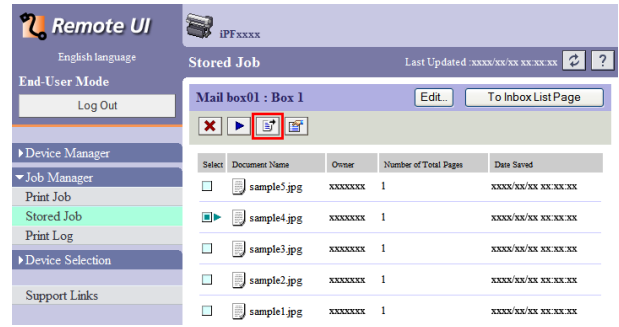 Remote UI
iPFxxxx
English language
Stored Job
Last Updated :xxxx/xx/xx xx:xx:xx
?
End-User Mode
Log Out
Mail box01 : Box 1
Edit...
To Inbox List Page
Device Manager
Job Manager
Print Job
Stored Job
Print Log
Device Selection
Support Links
Select Document Name Owner Number of Total Pages Date Saved
sample5.jpg xxxxxxx 1 xxxx/xx/xx xx:xx:xx
sample4.jpg xxxxxxx 1 xxxx/xx/xx xx:xx:xx
sample3.jpg xxxxxxx 1 xxxx/xx/xx xx:xx:xx
sample2.jpg xxxxxxx 1 xxxx/xx/xx xx:xx:xx
sample1.jpg xxxxxxx 1 xxxx/xx/xx xx:xx:xx